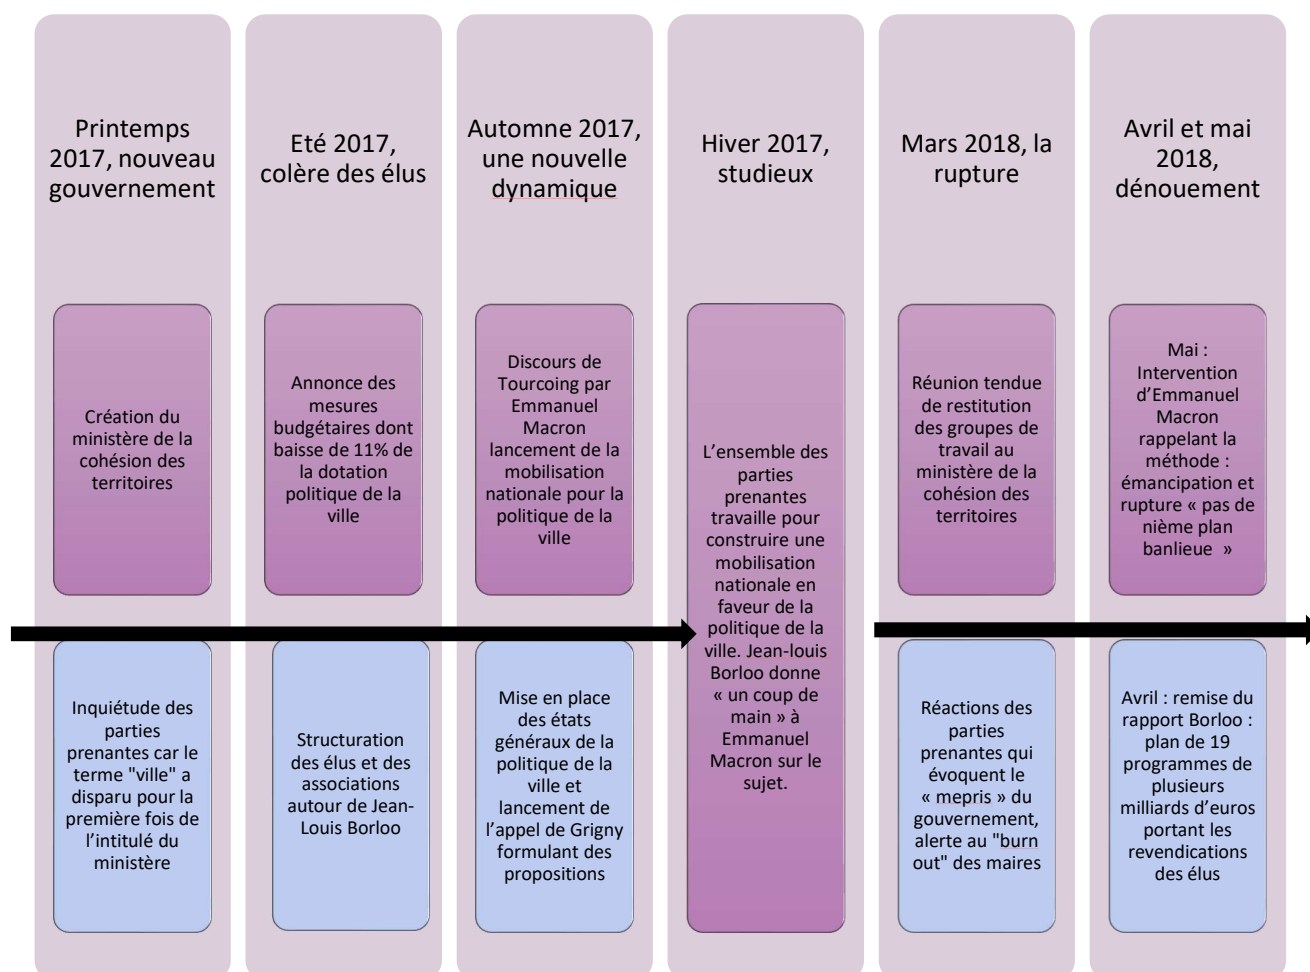 Printemps
2017, nouveau
gouvernement
Création du
ministère de la
cohésion des
territoires
Inquiétude des
parties
prenantes car le
terme "ville" a
disparu pour la
première fois de
l'intitulé du
ministère
Eté 2017,
colère des élus
Annonce des
mesures
budgétaires dont
baisse de 11% de
la dotation
politique de la
ville
Structuration
des élus et des
associations
autour de Jean-
Louis Borloo
Automne 2017,
une nouvelle
dynamique
Discours de
Tourcoing par
Emmanuel
Macron
lancement de la
mobilisation
nationale pour la
politique de la
ville
Mise en place
des états
généraux de la
politique de la
ville et
lancement de
l'appel de Grigny
formulant des
propositions
Hiver 2017,
studieux
L'ensemble des
parties
prenantes
travaille pour
construire une
mobilisation
nationale en
faveur de la
politique de la
ville. Jean-louis
Borloo donne
« un coup de
main » à
Emmanuel
Macron sur le
sujet.
Mars 2018, la
rupture
Réunion tendue
de restitution
des groupes de
travail au
ministère de la
cohésion des
territoires
Réactions des
parties
prenantes qui
évoquent le
« mepris » du
gouvernement,
alerte au "burn
out" des maires
Avril et mai
2018,
dénouement
Mai :
Intervention
d'Emmanuel
Macron
rappelant la
méthode :
émancipation et
rupture « pas de
nième plan
banlieue  »
Avril : remise du
rapport Borloo :
plan de 19
programmes de
plusieurs
milliards d'euros
portant les
revendications
des élus